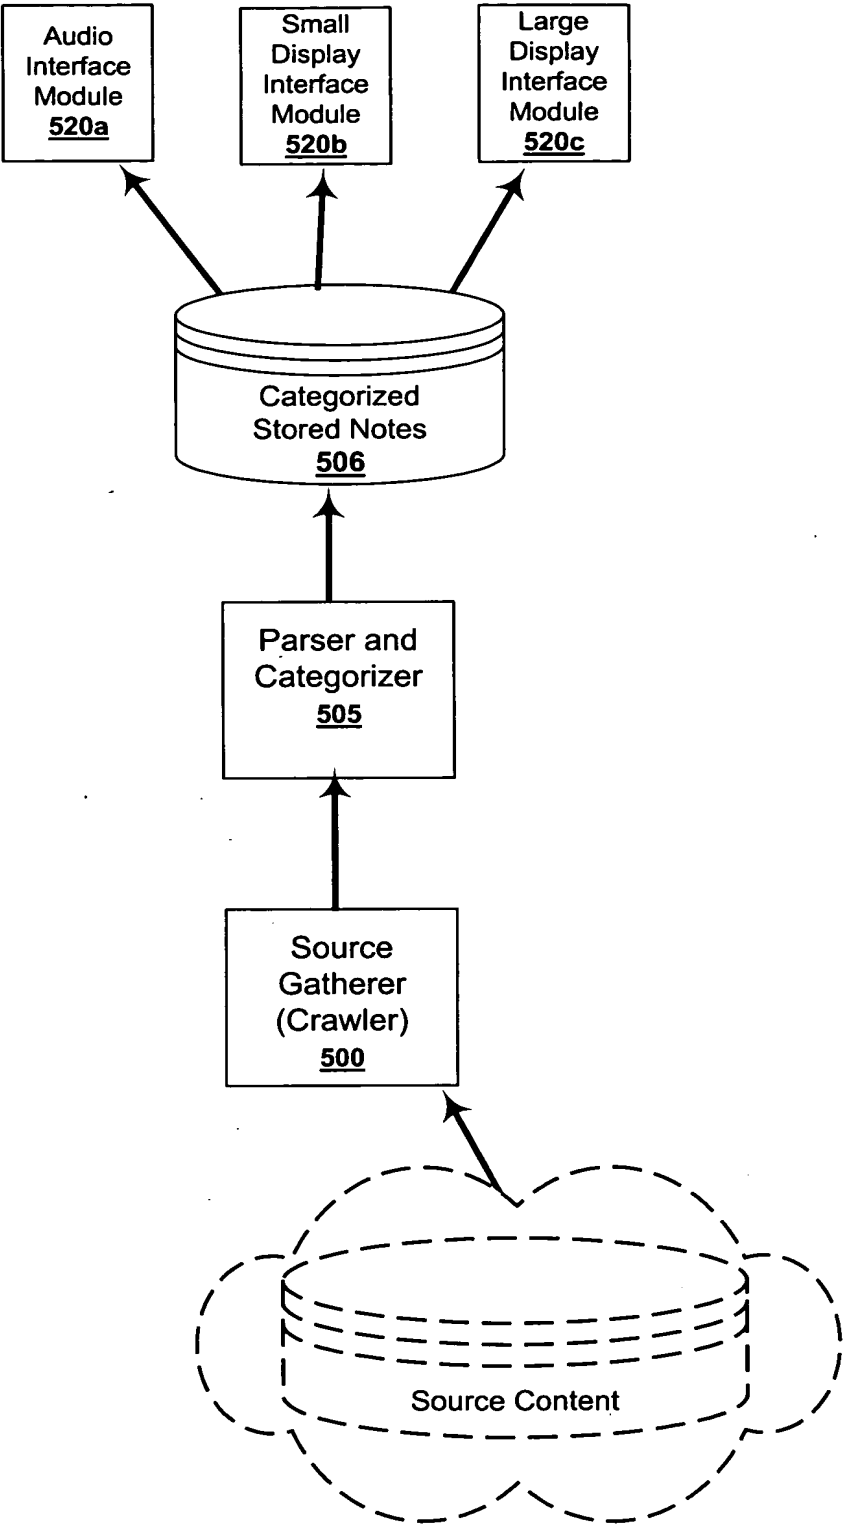 Audio
Interface
Module
520a
Small
Display
Interface
Module
520b
Large
Display
Interface
Module
520c
Categorized
Stored Notes
506
Parser and
Categorizer
505
Source
Gatherer
(Crawler)
500
Source Content